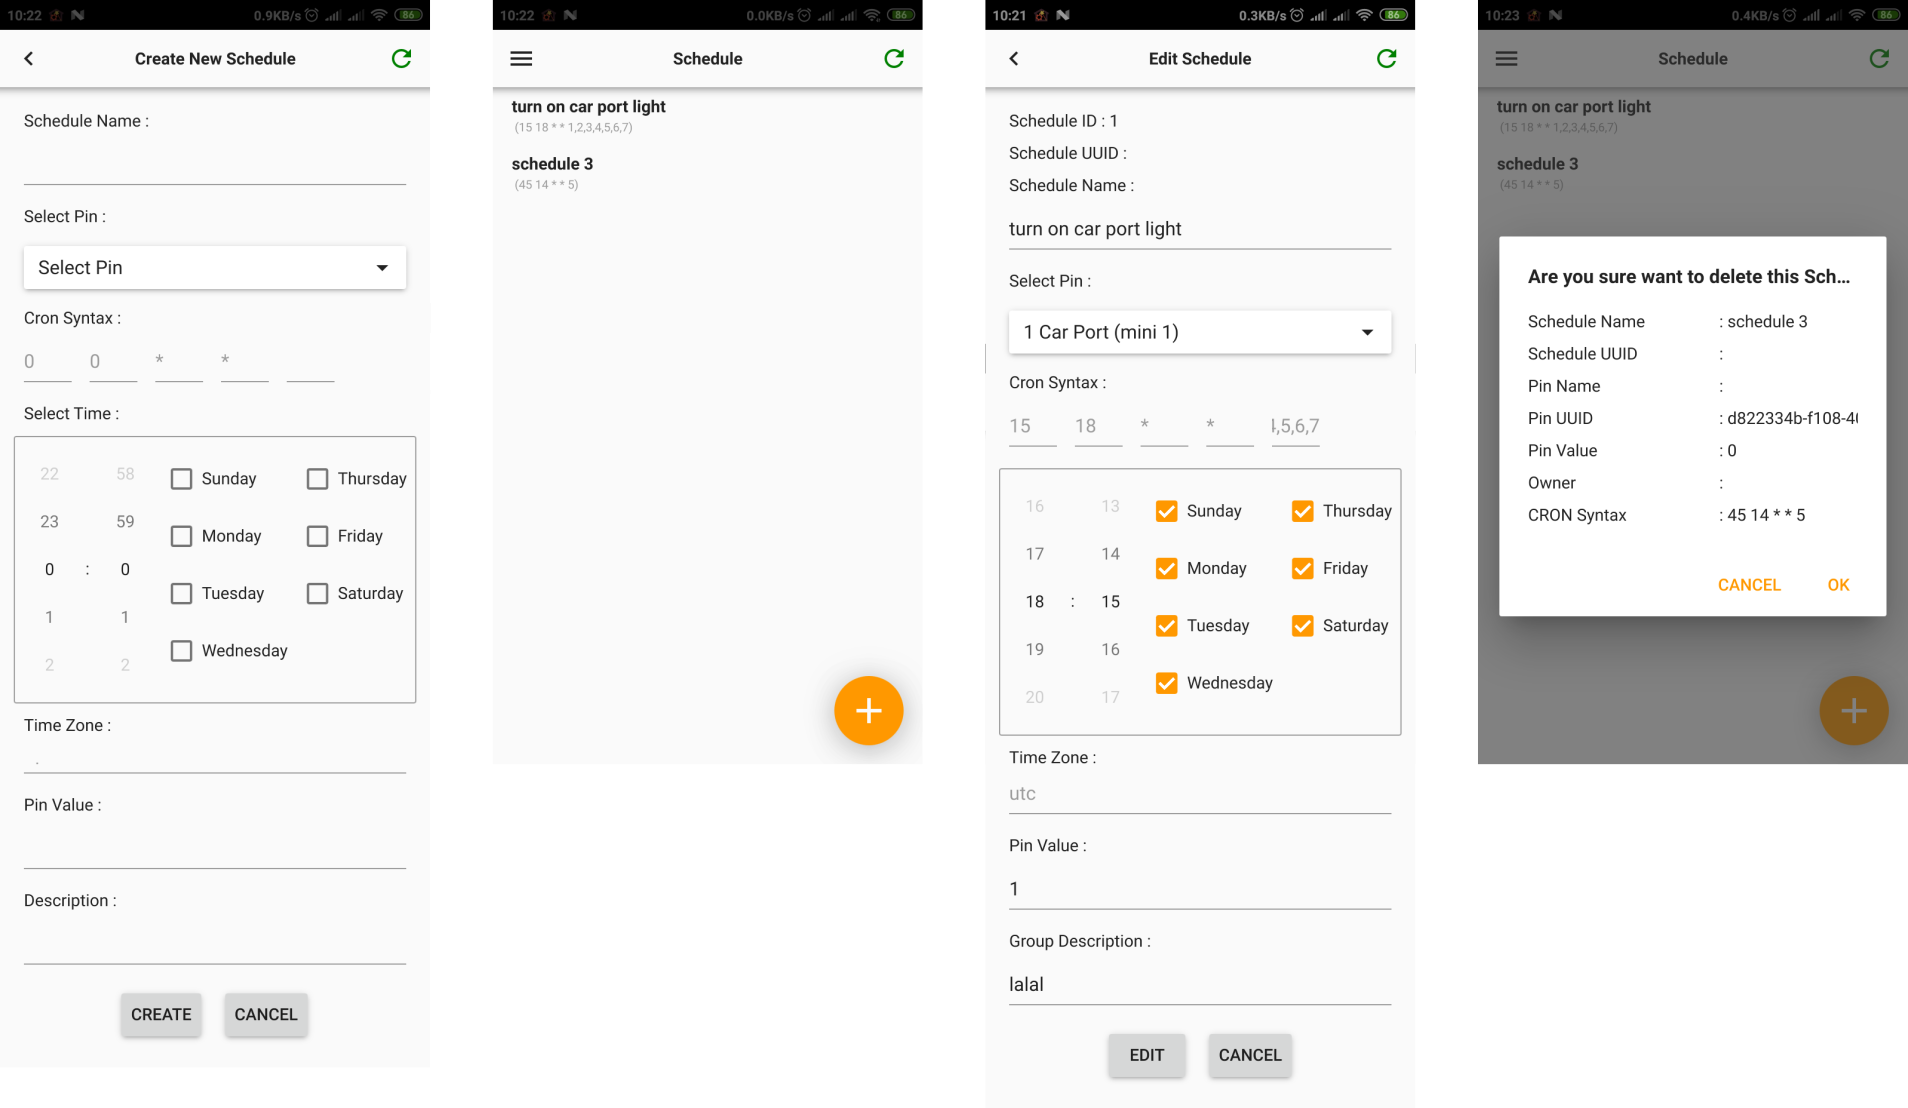 10:22 0.9KB/s 86
Create New Schedule
Schedule Name :
Select Pin :
Select Pin
Cron Syntax :
0 0 * *
Select Time :
22 58
23 59
0 : 0
1 1
2 2
Sunday Thursday
Monday Friday
Tuesday Saturday
Wednesday
Time Zone :
Pin Value :
Description :
CREATE CANCEL
10:22 0.0KB/s 86
Schedule
turn on car port light
(15 18 * * 1,2,3,4,5,6,7)
schedule 3
(45 14 * * 5)
10:21 0.3KB/s 86
Edit Schedule
Schedule ID : 1
Schedule UUID :
Schedule Name :
turn on car port light
Select Pin :
1 Car Port (mini 1)
Cron Syntax :
15 18 * * ,5,6,7
16 13
17 14
18 : 15
19 16
20 17
Sunday Thursday
Monday Friday
Tuesday Saturday
Wednesday
Time Zone :
utc
Pin Value :
1
Group Description :
lalal
EDIT CANCEL
10:23 0.4KB/s 86
Schedule
turn on car port light
(15 18 * * 1,2,3,4,5,6,7)
schedule 3
(45 14 * * 5)
Are you sure want to delete this Sch...
Schedule Name : schedule 3
Schedule UUID :
Pin Name :
Pin UUID : d822334b-f108-4
Pin Value : 0
Owner :
CRON Syntax : 45 14 * * 5
CANCEL OK